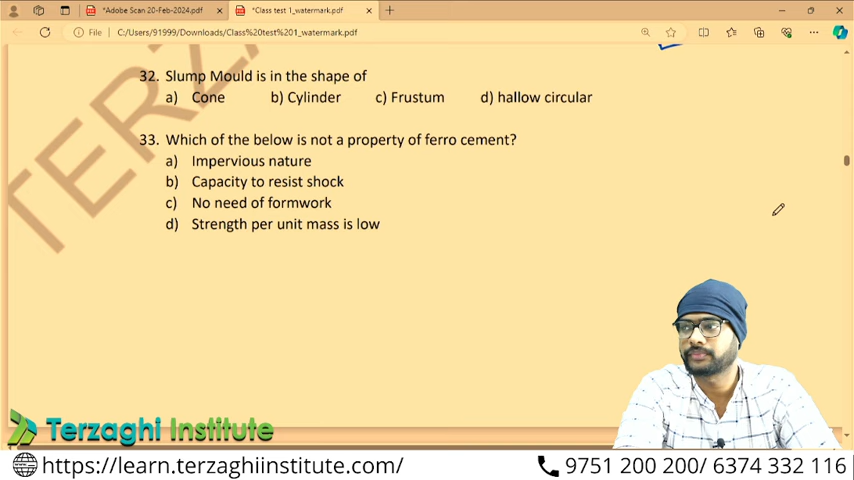 *Adobe Scan 20-Feb-2024.pdf
*Class test 1_watermark.pdf
File
C:/Users/91999/Downloads/Class%20test%201_watermark.pdf
TERZA
32. Slump Mould is in the shape of
a) Cone b) Cylinder c) Frustum d) hallow circular
33. Which of the below is not a property of ferro cement?
a) Impervious nature
b) Capacity to resist shock
c) No need of formwork
d) Strength per unit mass is low
Terzaghi Institute
https://learn.terzaghiinstitute.com/
9751 200 200/ 6374 332 116